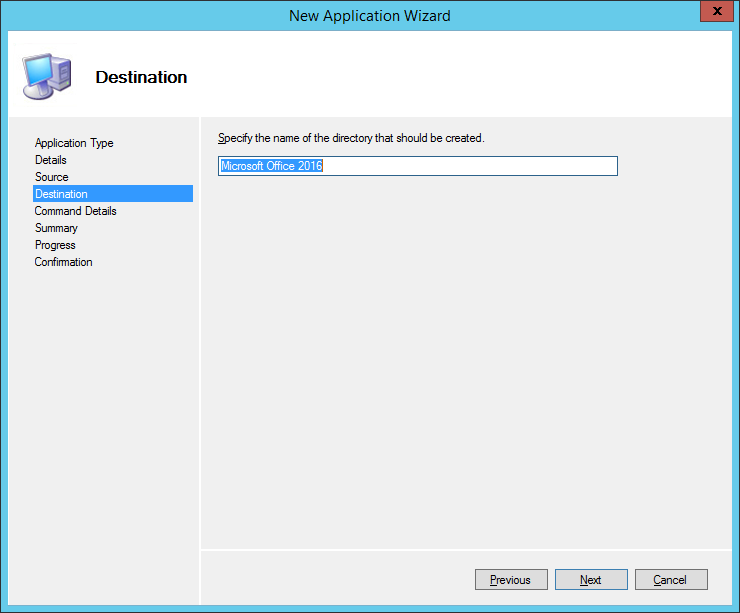 New Application Wizard
x
Destination
Application Type
Details
Source
Destination
Command Details
Summary
Progress
Confirmation
Specify the name of the directory that should be created.
Microsoft Office 2016
Previous
Next
Cancel